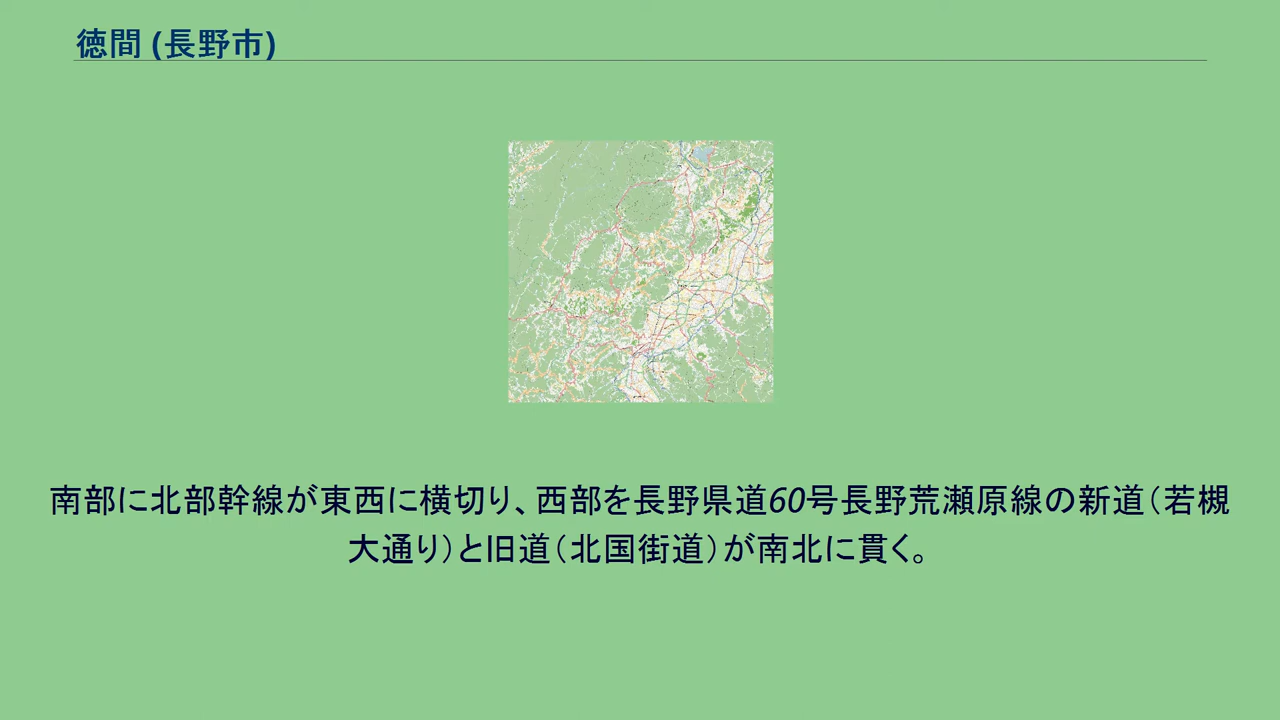 徳間 (長野市)
南部に北部幹線が東西に横切り、西部を長野県道60号長野荒瀬原線の新道（若槻
大通り）と旧道（北国街道）が南北に貫く。